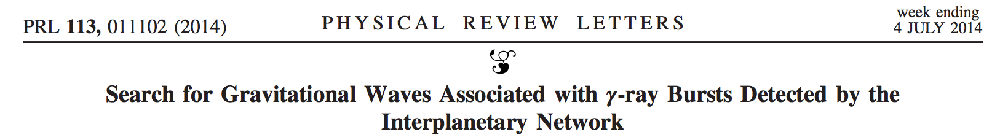 PRL 113, 011102 (2014)
PHYSICAL REVIEW LETTERS
week ending
4 JULY 2014
Search for Gravitational Waves Associated with γ-ray Bursts Detected by the
Interplanetary Network